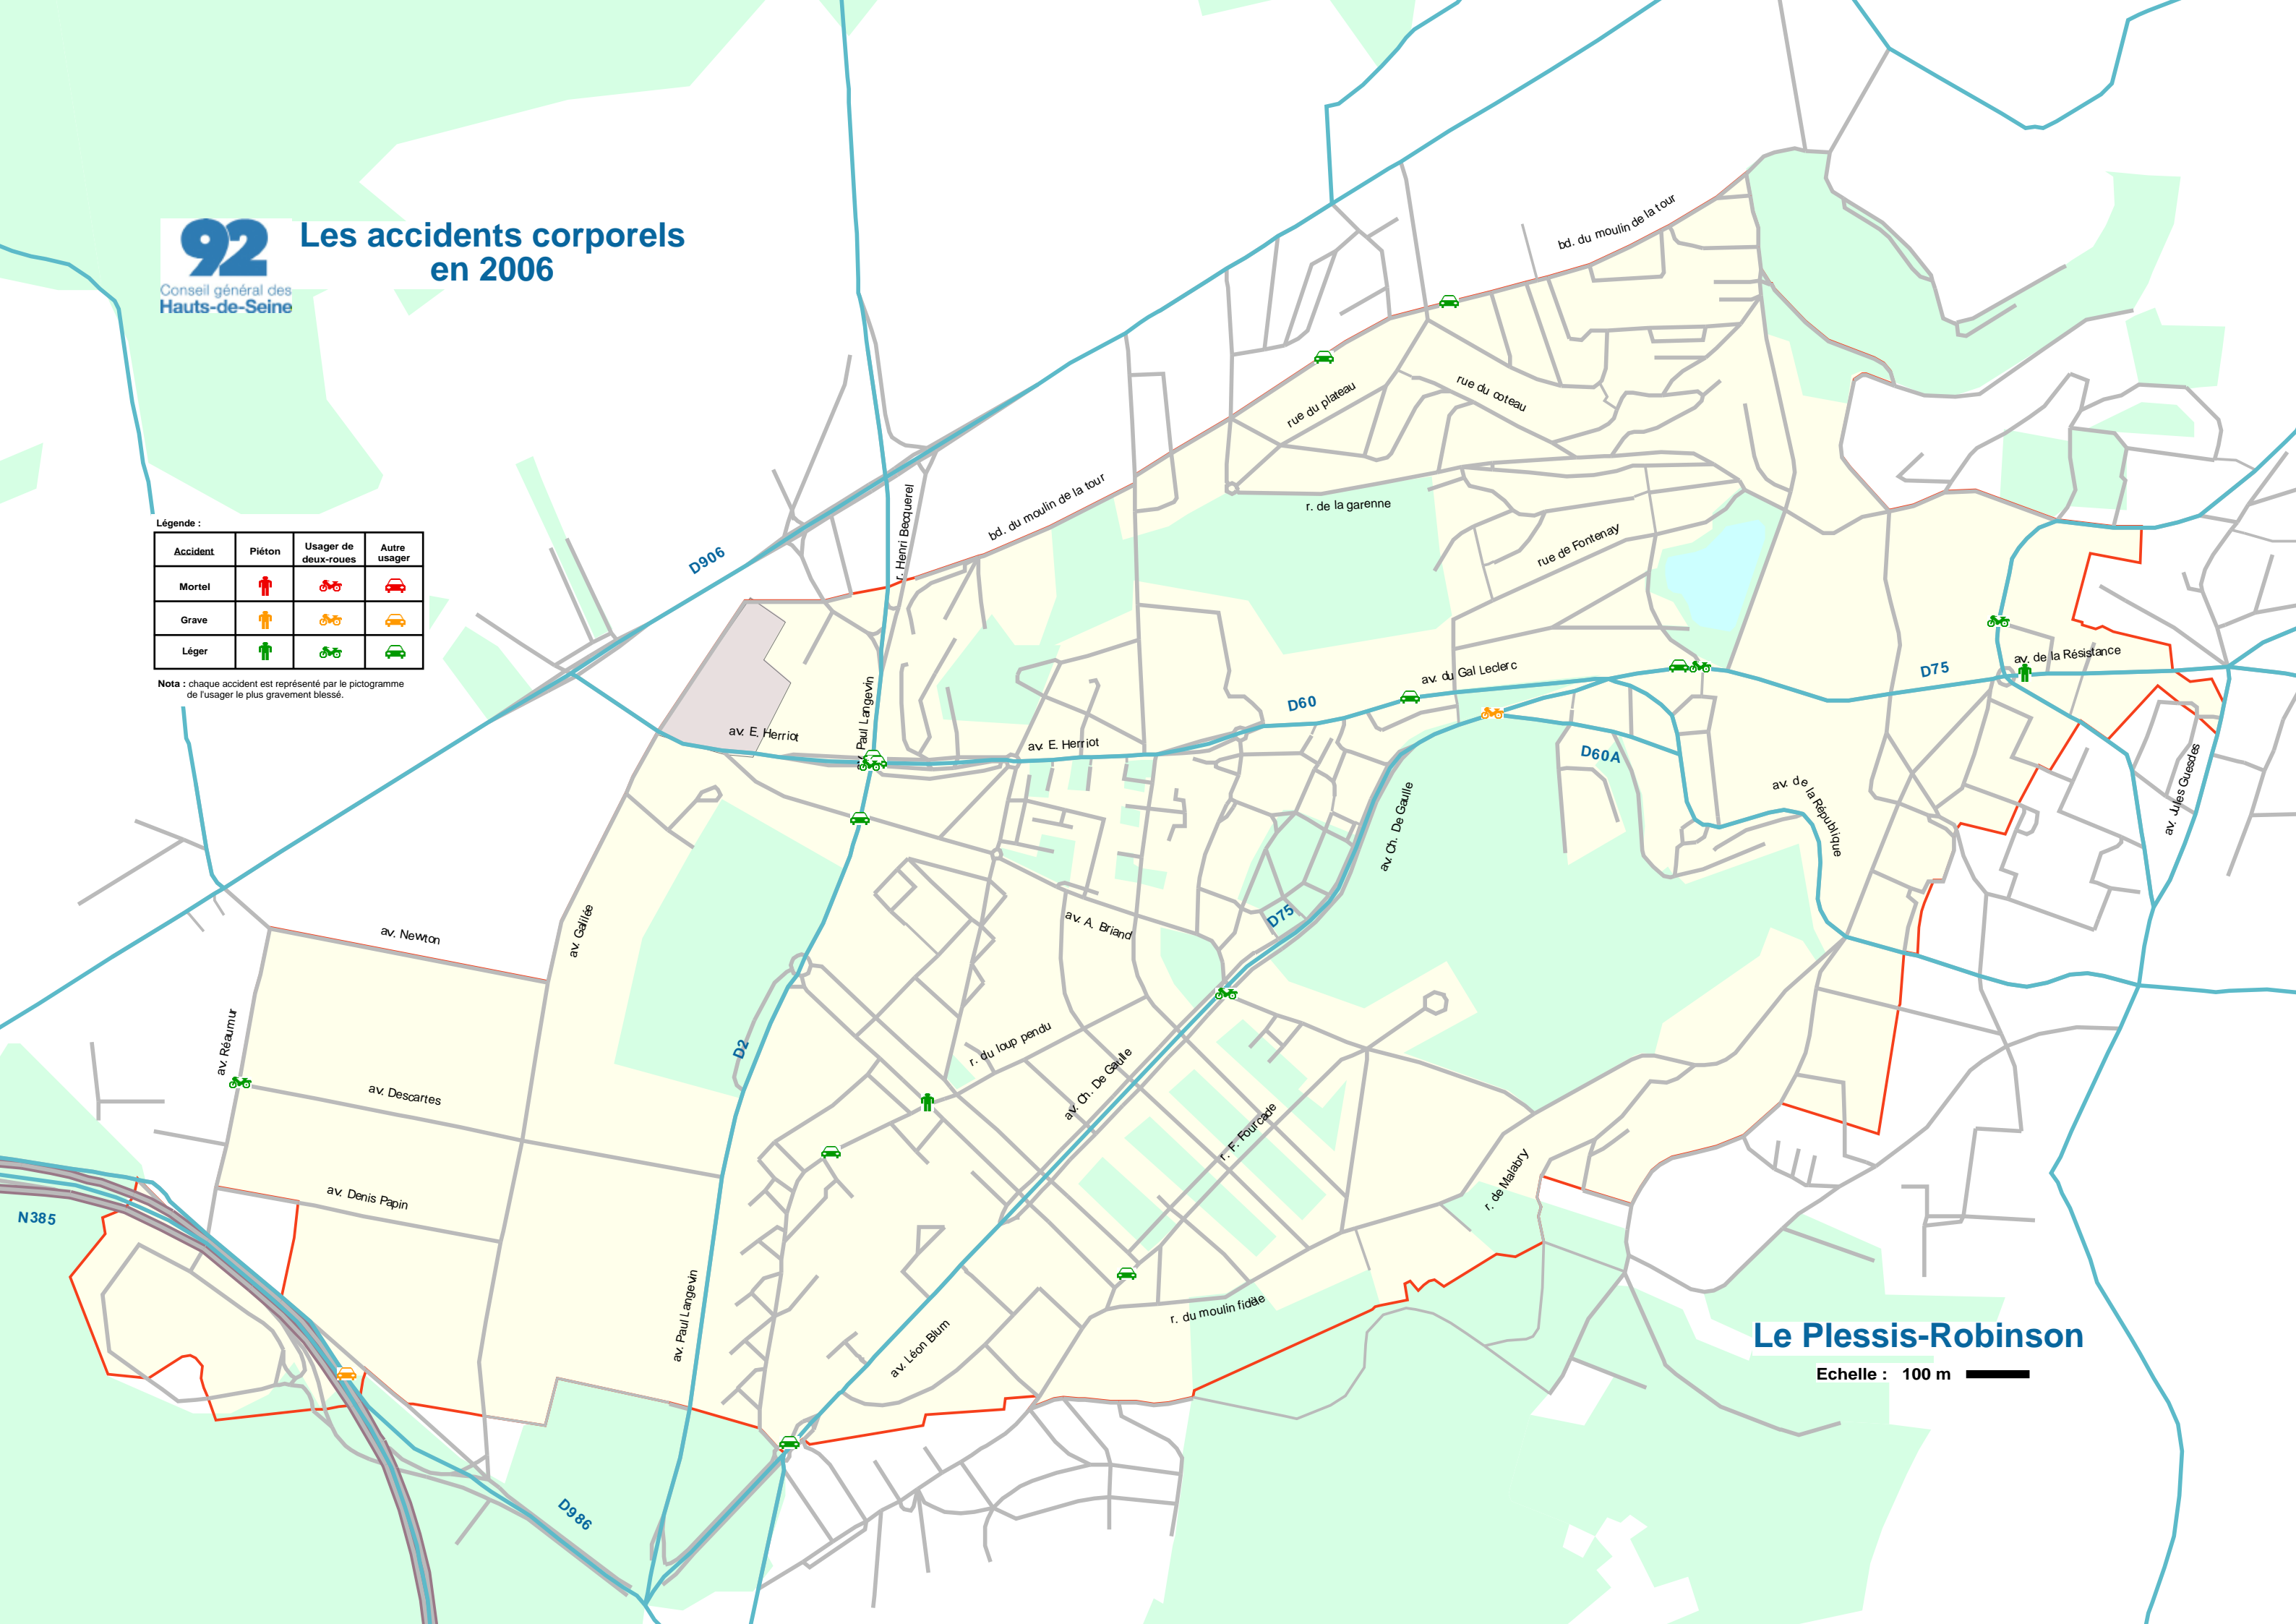 92
Conseil général des
Hauts-de-Seine
Les accidents corporels
en 2006
bd. du moulin de la tour
rue du plateau
rue du coteau
r. Henri Becquerel
bd. du moulin de la tour
r. de la garenne
rue de Fontenay
D906
Légende :
Accident
Piéton
Usager de
deux-roues
Autre
usager
Mortel
Grave
Léger
Nota : chaque accident est représenté par le pictogramme
de l'usager le plus gravement blessé.
av. Paul Langevin
av. E. Herriot
av. E. Herriot
D60
av. du Gal Leclerc
D75
av. de la Résistance
D60A
av. de la République
av. Jules Guesdes
av. Ch. De Gaulle
av. Galilée
av. Newton
av. A. Briand
D75
av. Réaumur
D2
r. du loup pendu
av. Ch. De Gaulle
av. Descartes
r. F. Fourcade
r. de Malabry
av. Denis Papin
N385
av. Paul Langevin
av. Léon Blum
r. du moulin fidèle
Le Plessis-Robinson
Echelle : 100 m
D986